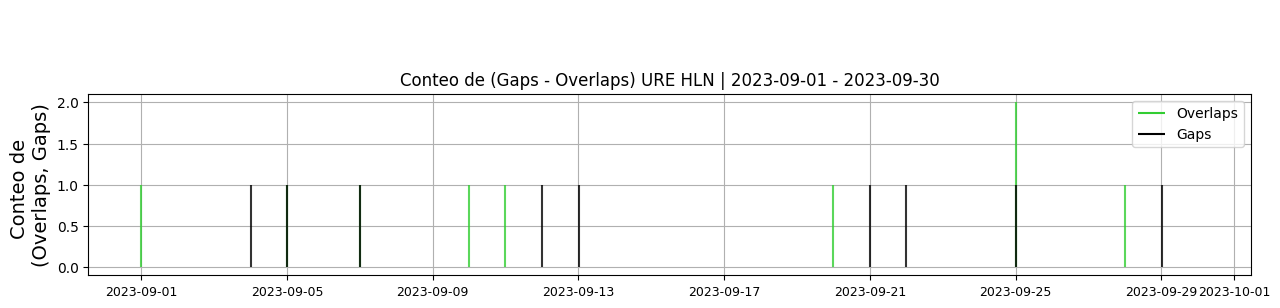 Conteo de (Gaps - Overlaps) URE HLN | 2023-09-01 - 2023-09-30
Conteo de
(Overlaps, Gaps)
2.0
1.5
1.0
0.5
0.0
Overlaps
Gaps
2023-09-01 2023-09-05 2023-09-09 2023-09-13 2023-09-17 2023-09-21 2023-09-25 2023-09-29 2023-10-01